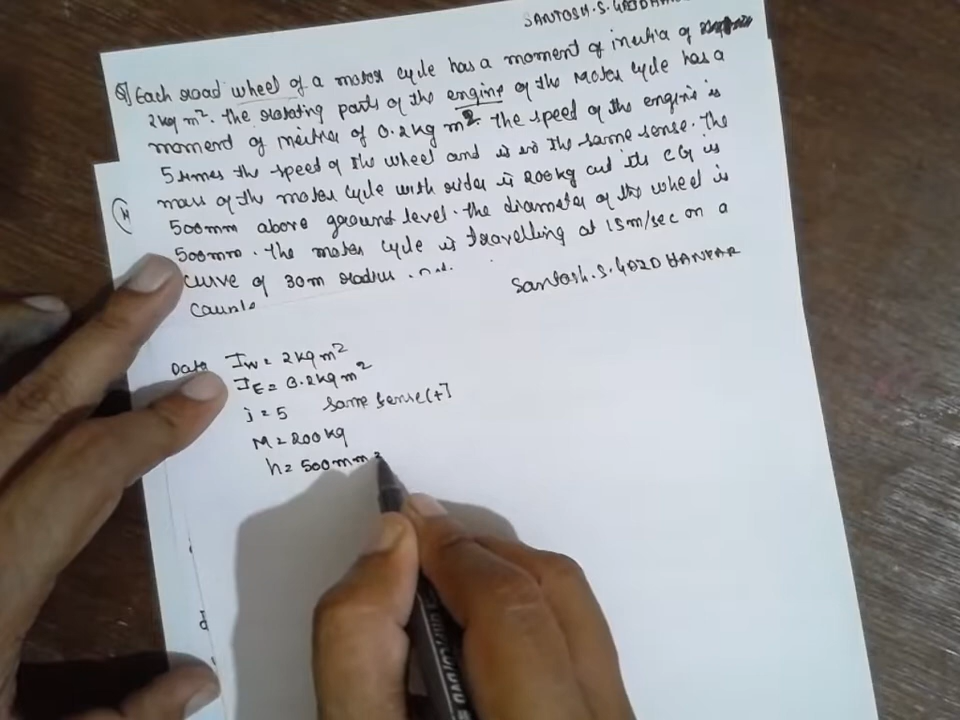 SANTOSH.S.
Q] Each road wheel of a motor cycle has a moment of inertia of
2kg m². the rotating parts of the engine of the Motor cycle has a
moment of inertia of 0.2kg m². The speed of the engine is
5 times the speed of the wheel and is in the same sense. The
mass of the motor cycle with rider is 200kg and its CG is
500mm above ground level. the diameter of the wheel is
500mm. The motor cycle is travelling at 15m/sec on a
curve of 30m radius.
Couple
Santosh.S.
Data IW = 2kg m²
IE = 0.2kg m²
j = 5 same sense (+)
M = 200 kg
h = 500mm =